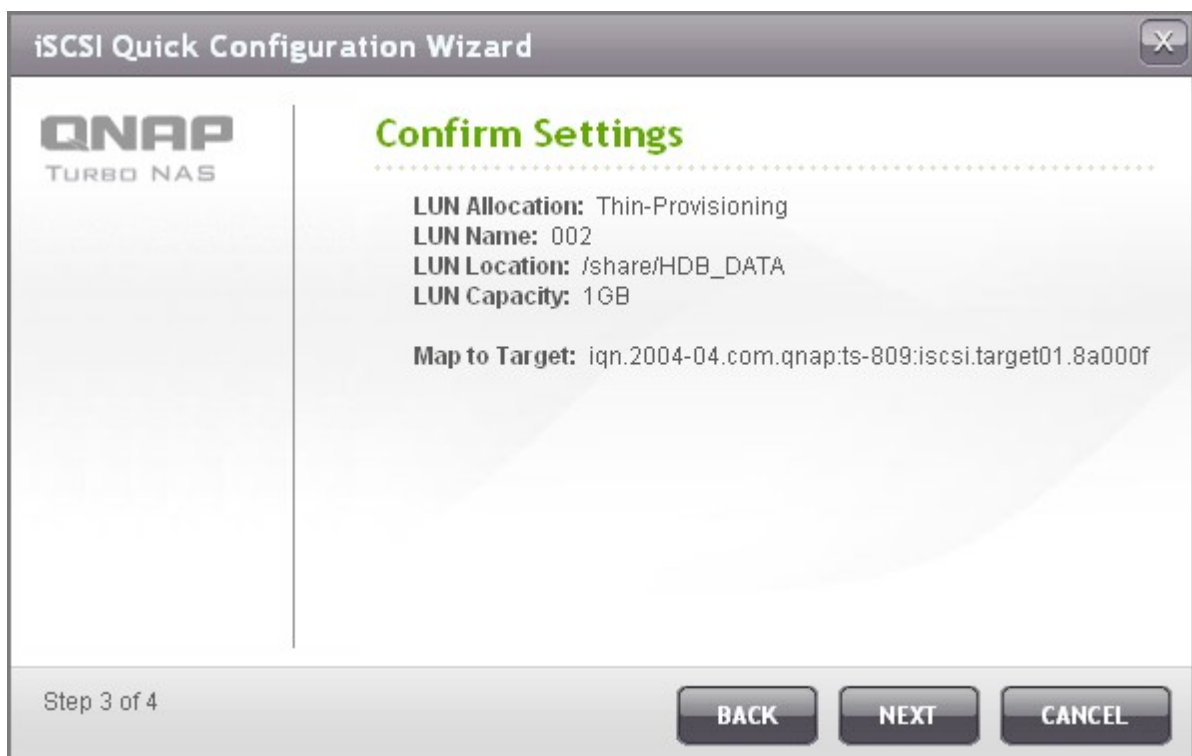 iSCSI Quick Configuration Wizard
X
QNAP
TURBO NAS
Confirm Settings
LUN Allocation: Thin-Provisioning
LUN Name: 002
LUN Location: /share/HDB_DATA
LUN Capacity: 1GB
Map to Target: iqn.2004-04.com.qnap:ts-809:iscsi.target01.8a000f
Step 3 of 4
BACK
NEXT
CANCEL